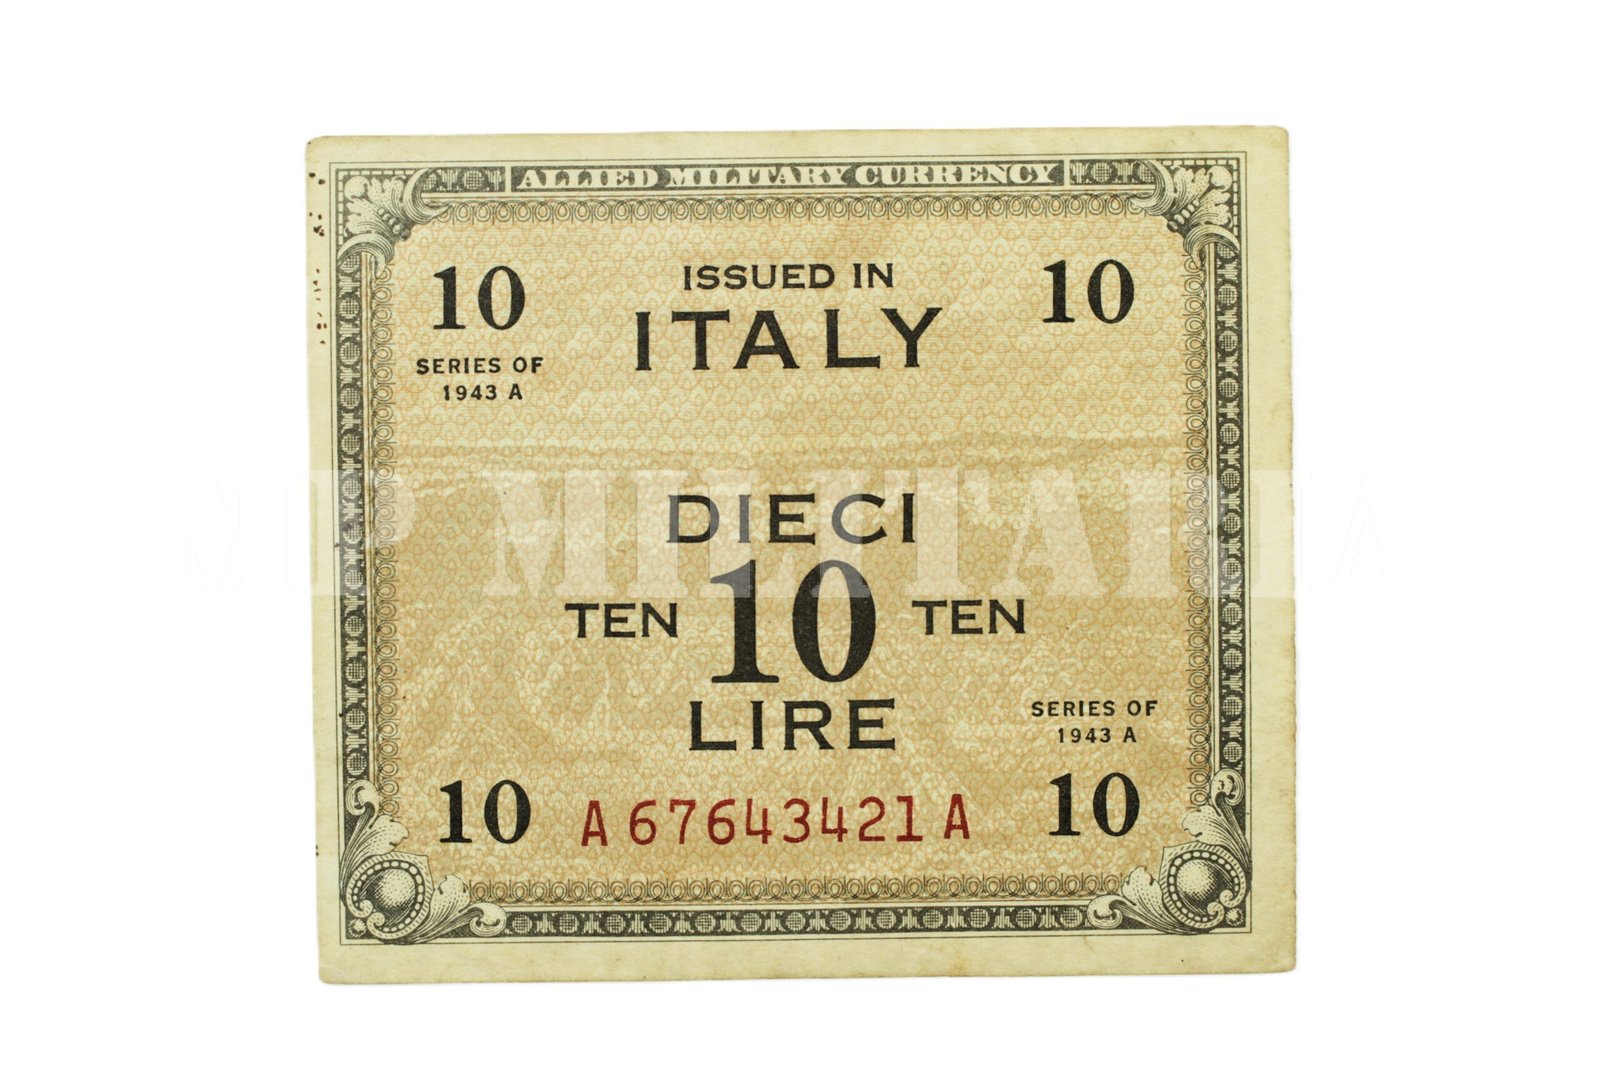 ALLIED MILITARY CURRENCY
10 ISSUED IN 10
ITALY
SERIES OF
1943 A
DIECI
TEN 10 TEN
LIRE
SERIES OF
1943 A
10 A67643421A 10